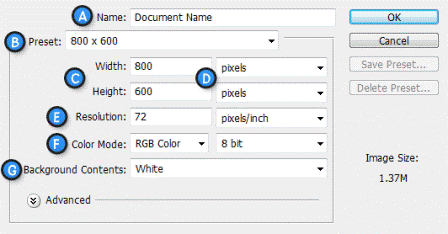 A Name: Document Name OK
B Preset: 800 x 600 Cancel
Width: 800 pixels Save Preset...
C D
Height: 600 pixels Delete Preset...
E Resolution: 72 pixels/inch
F Color Mode: RGB Color 8 bit
Image Size:
G Background Contents: White
1.37M
Advanced